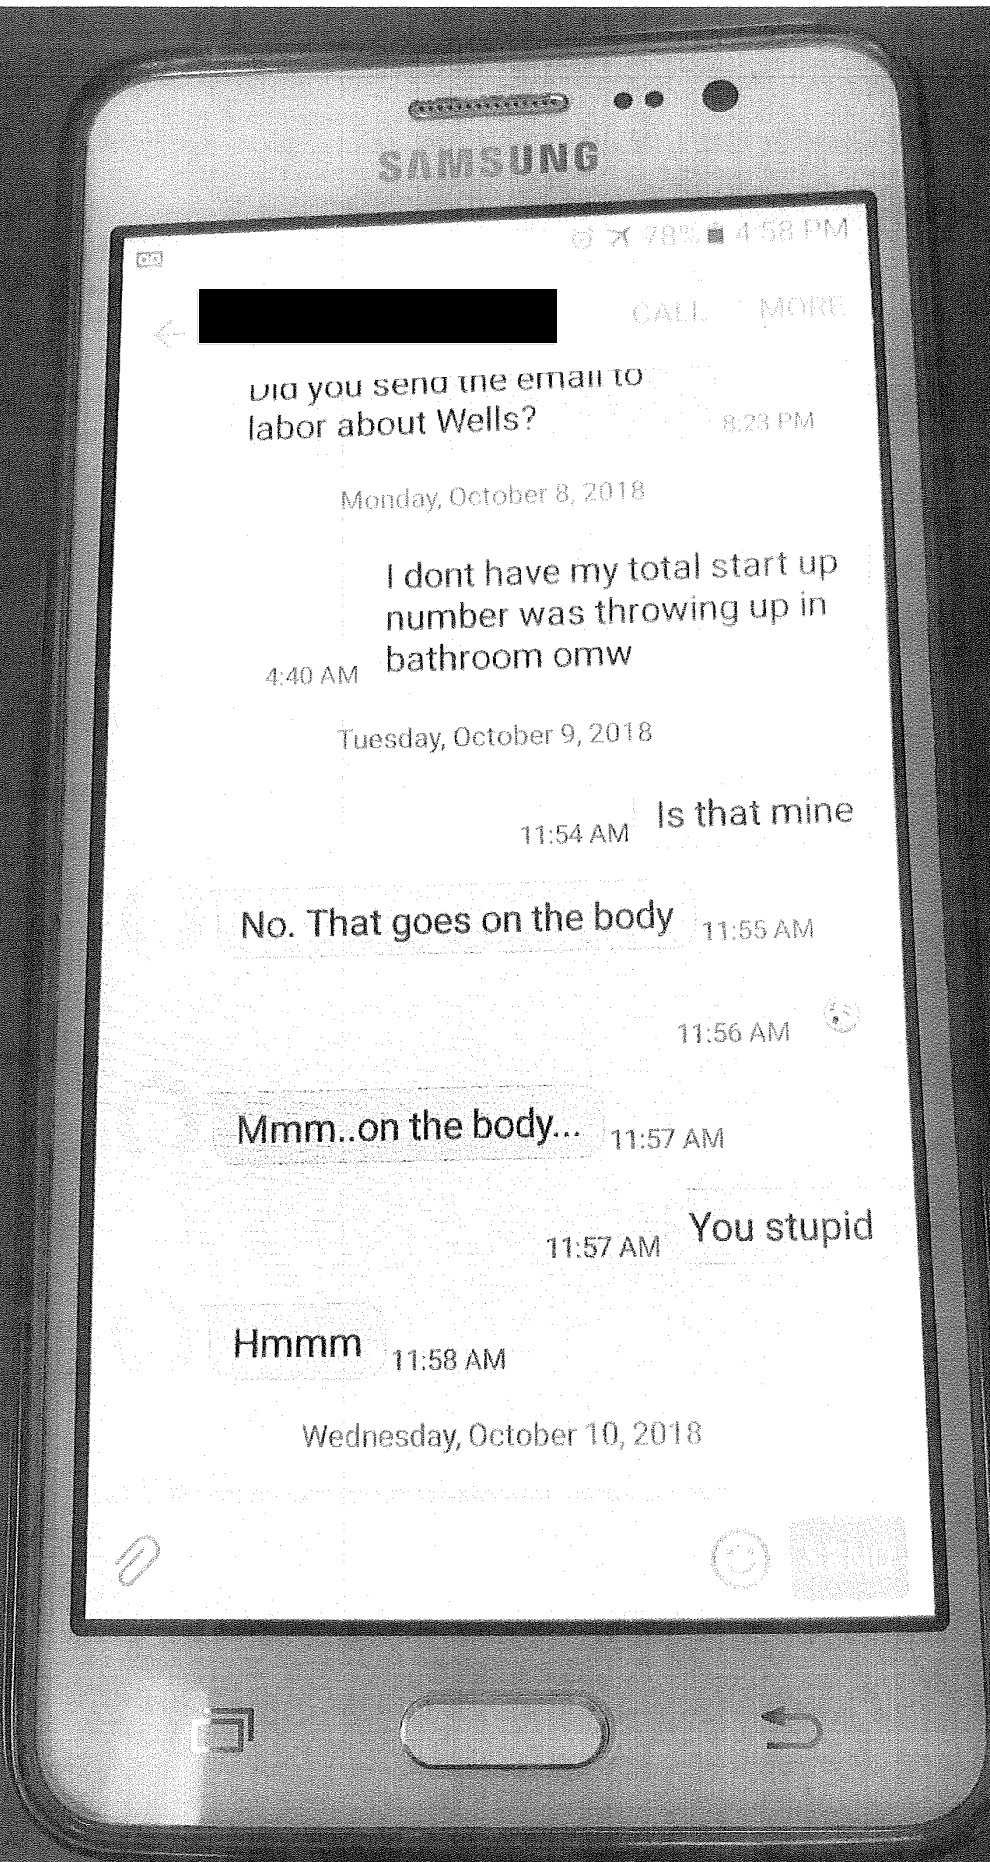 SAMSUNG
78% 4:58 PM
CALL MORE
Did you send the email to
labor about Wells?
8:23 PM
Monday, October 8, 2018
I dont have my total start up
number was throwing up in
bathroom omw
4:40 AM
Tuesday, October 9, 2018
Is that mine
11:54 AM
No. That goes on the body
11:55 AM
11:56 AM
Mmm..on the body...
11:57 AM
You stupid
11:57 AM
Hmmm
11:58 AM
Wednesday, October 10, 2018